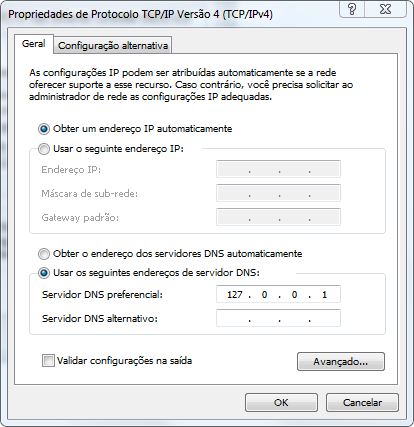 Propriedades de Protocolo TCP/IP Versão 4 (TCP/IPv4)
?
Geral
Configuração alternativa
As configurações IP podem ser atribuídas automaticamente se a rede
oferecer suporte a esse recurso. Caso contrário, você precisa solicitar ao
administrador de rede as configurações IP adequadas.
Obter um endereço IP automaticamente
Usar o seguinte endereço IP:
Endereço IP: . . .
Máscara de sub-rede: . . .
Gateway padrão: . . .
Obter o endereço dos servidores DNS automaticamente
Usar os seguintes endereços de servidor DNS:
Servidor DNS preferencial: 127 . 0 . 0 . 1
Servidor DNS alternativo: . . .
Validar configurações na saída
Avançado...
OK
Cancelar